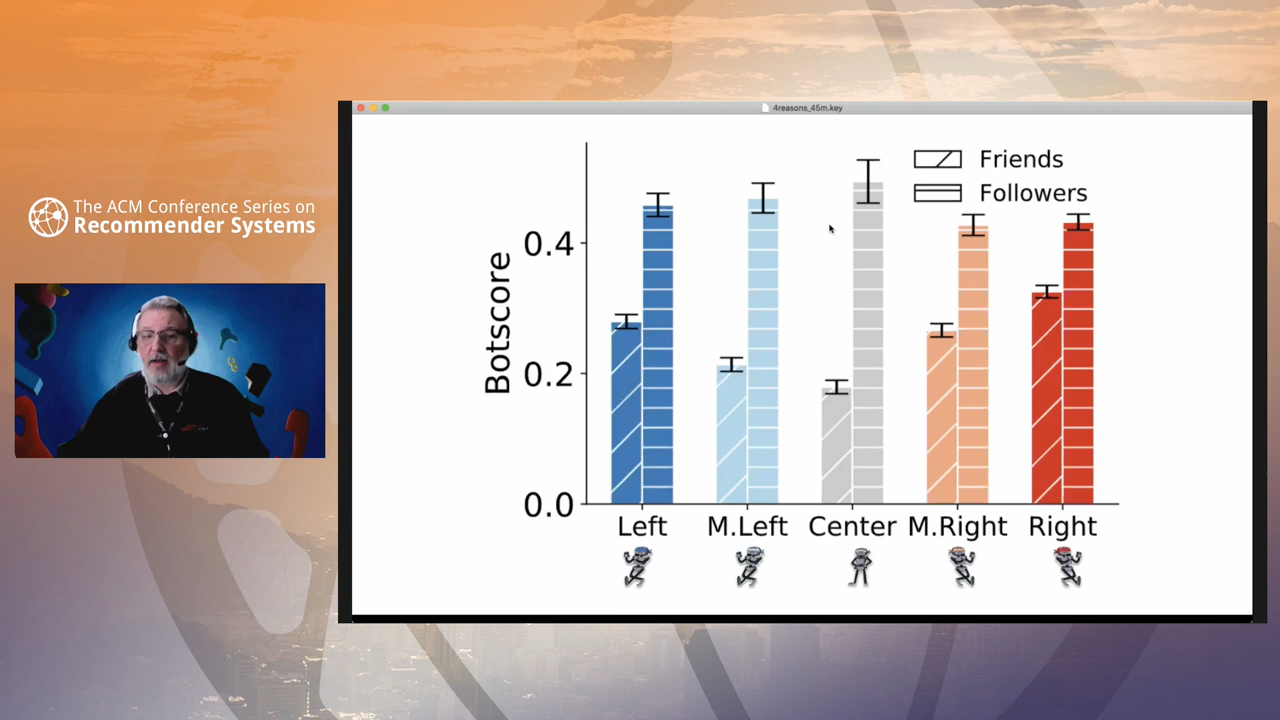 The ACM Conference Series on
Recommender Systems
4reasons_45m.key
Friends
Followers
Botscore
0.4
0.2
0.0
Left M.Left Center M.Right Right